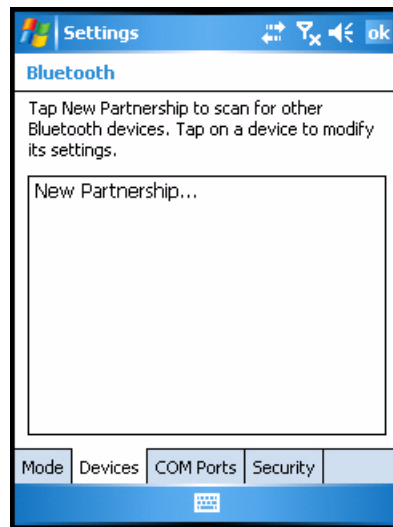 Settings ok
Bluetooth
Tap New Partnership to scan for other
Bluetooth devices. Tap on a device to modify
its settings.
New Partnership...
Mode Devices COM Ports Security